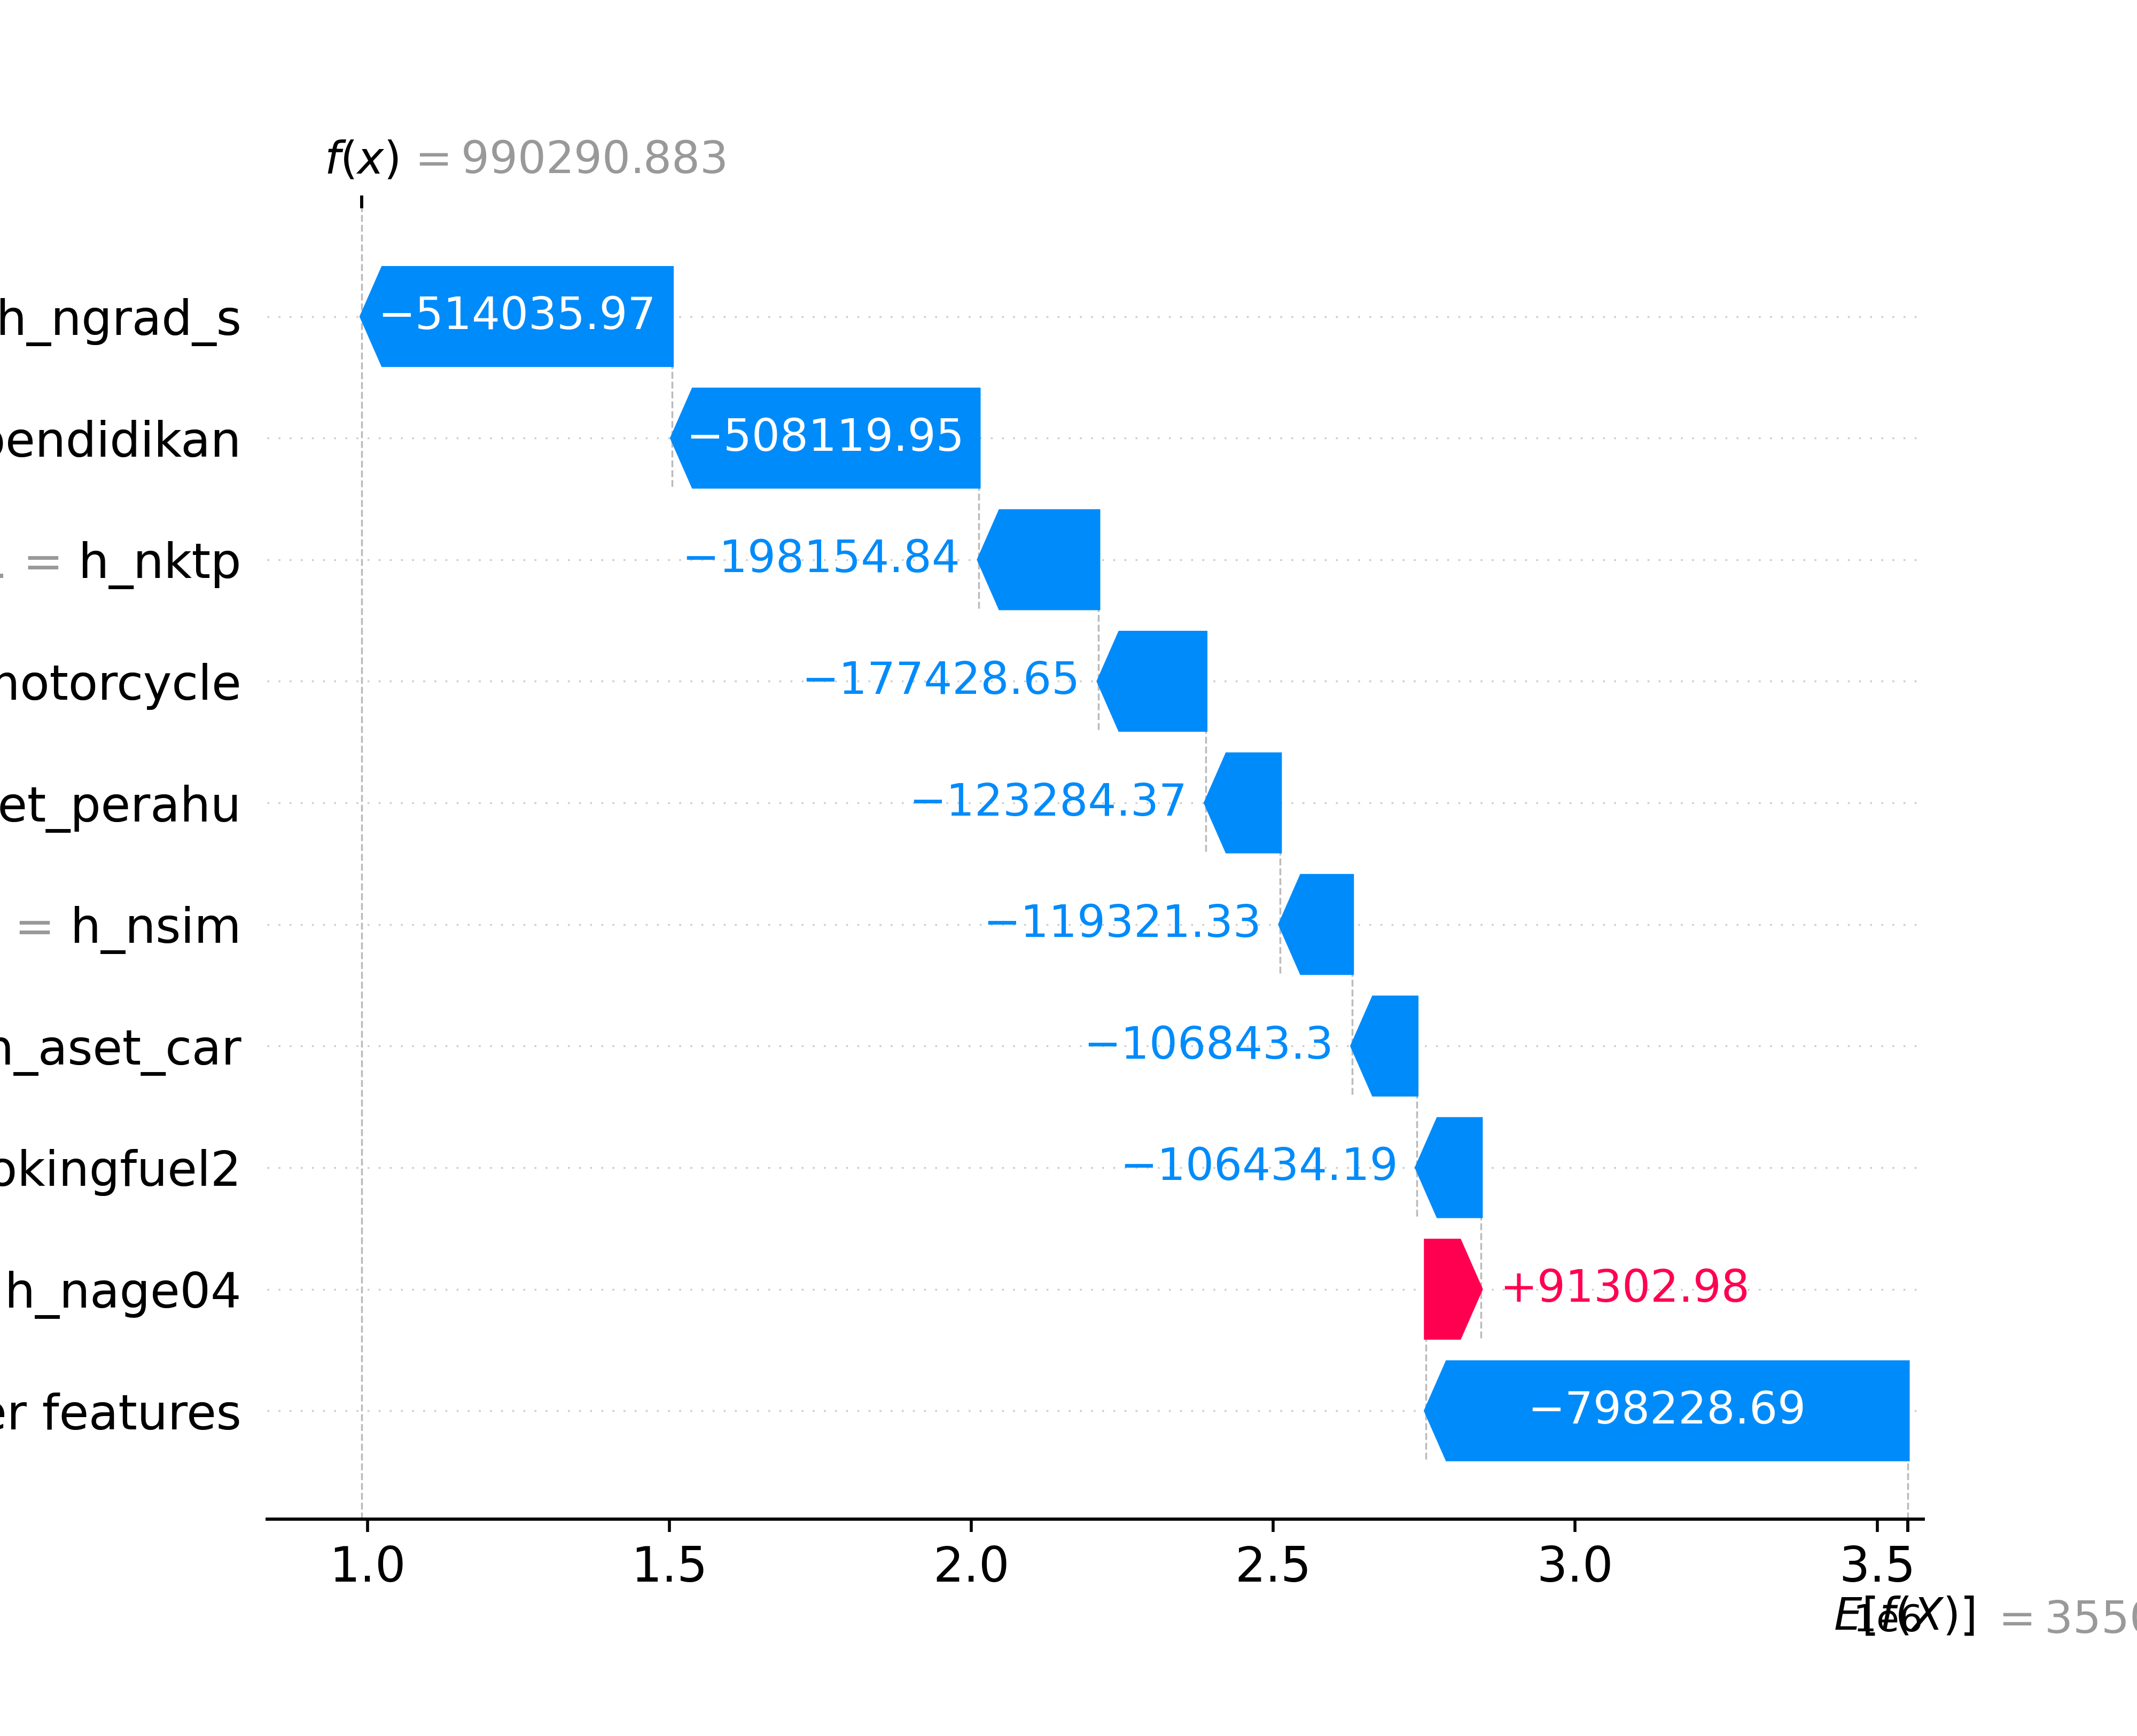 f(x) = 990290.883
h_ngrad_s −514035.97
pendidikan −508119.95
= h_nktp −198154.84
motorcycle −177428.65
et_perahu −123284.37
= h_nsim −119321.33
h_aset_car −106843.3
okingfuel2 −106434.19
h_nage04 +91302.98
er features −798228.69
1.0 1.5 2.0 2.5 3.0 3.5
1e6
E[f(X)] = 3550